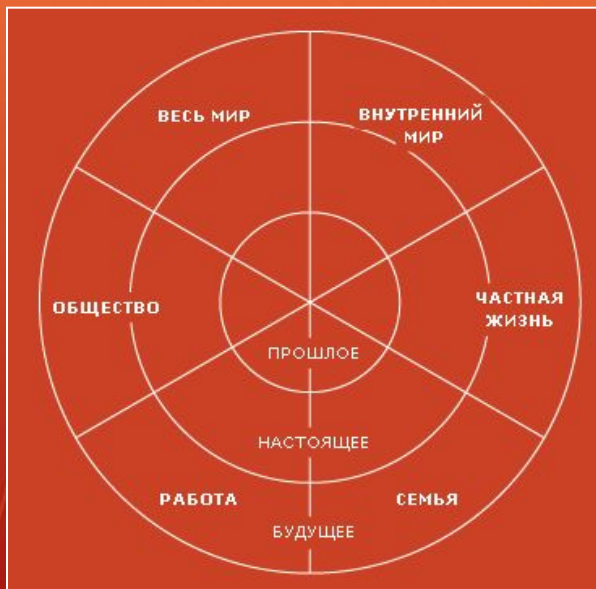 ВЕСЬ МИР
ВНУТРЕННИЙ
МИР
ОБЩЕСТВО
ЧАСТНАЯ
ЖИЗНЬ
ПРОШЛОЕ
НАСТОЯЩЕЕ
РАБОТА
СЕМЬЯ
БУДУЩЕЕ